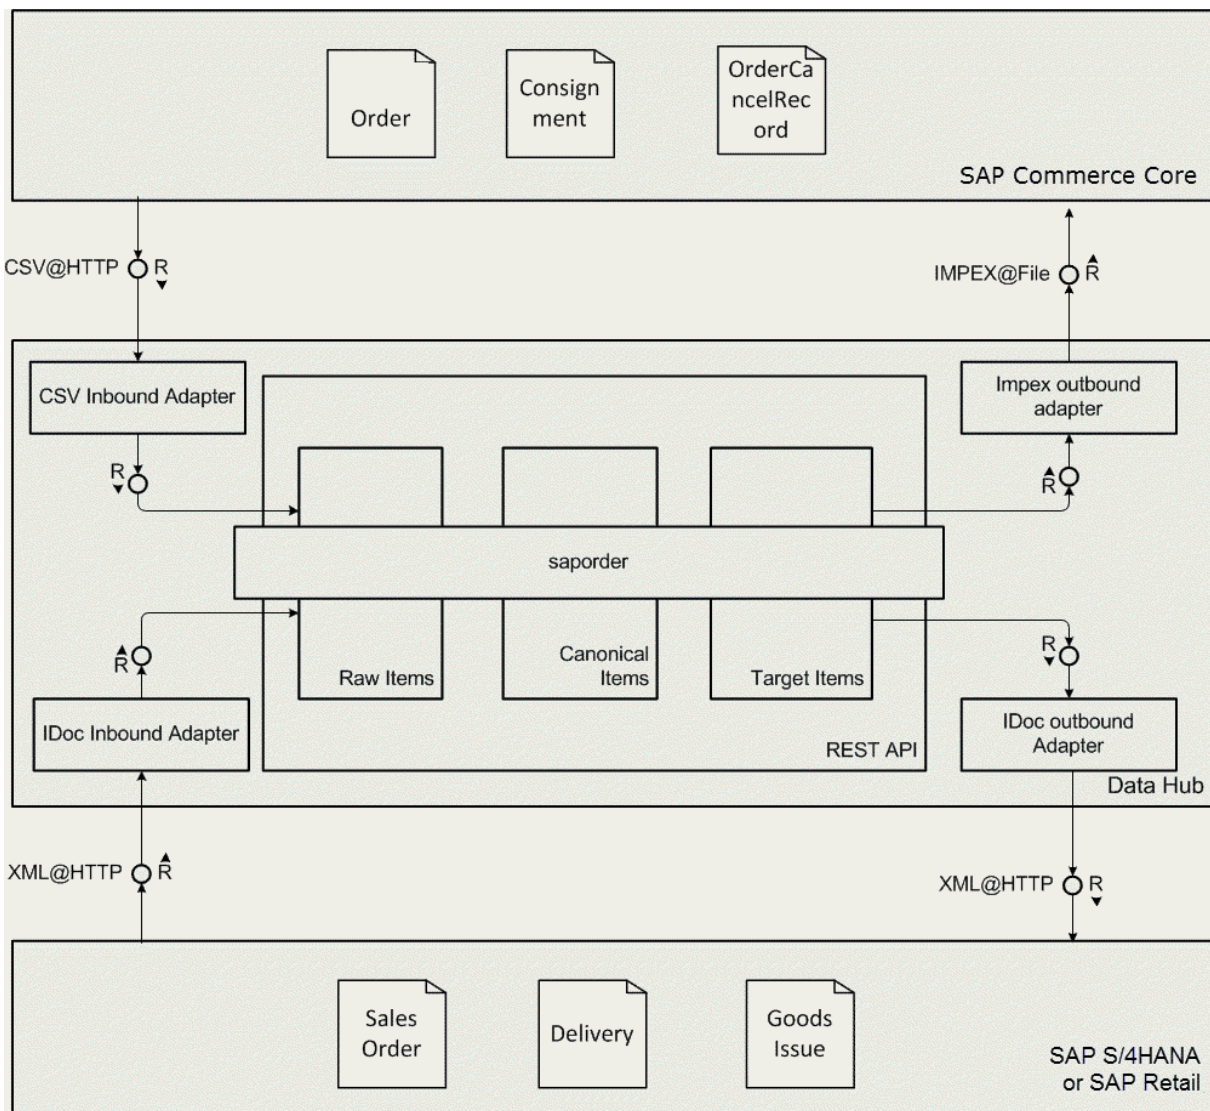 Order
Consign
ment
OrderCa
ncelRec
ord
SAP Commerce Core
CSV@HTTP
R
IMPEX@File
R
CSV Inbound Adapter
Impex outbound
adapter
R
R
saporder
R
Raw Items
Canonical
Items
Target Items
R
IDoc Inbound Adapter
REST API
IDoc outbound
Adapter
Data Hub
XML@HTTP
R
XML@HTTP
R
Sales
Order
Delivery
Goods
Issue
SAP S/4HANA
or SAP Retail